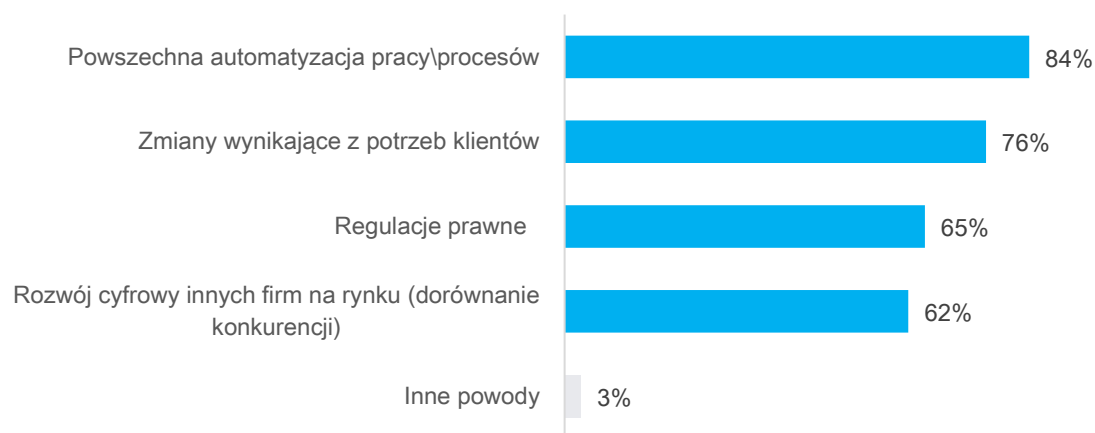 Powszechna automatyzacja pracy\procesów
84%
Zmiany wynikające z potrzeb klientów
76%
Regulacje prawne
65%
Rozwój cyfrowy innych firm na rynku (dorównanie
konkurencji)
62%
Inne powody
3%